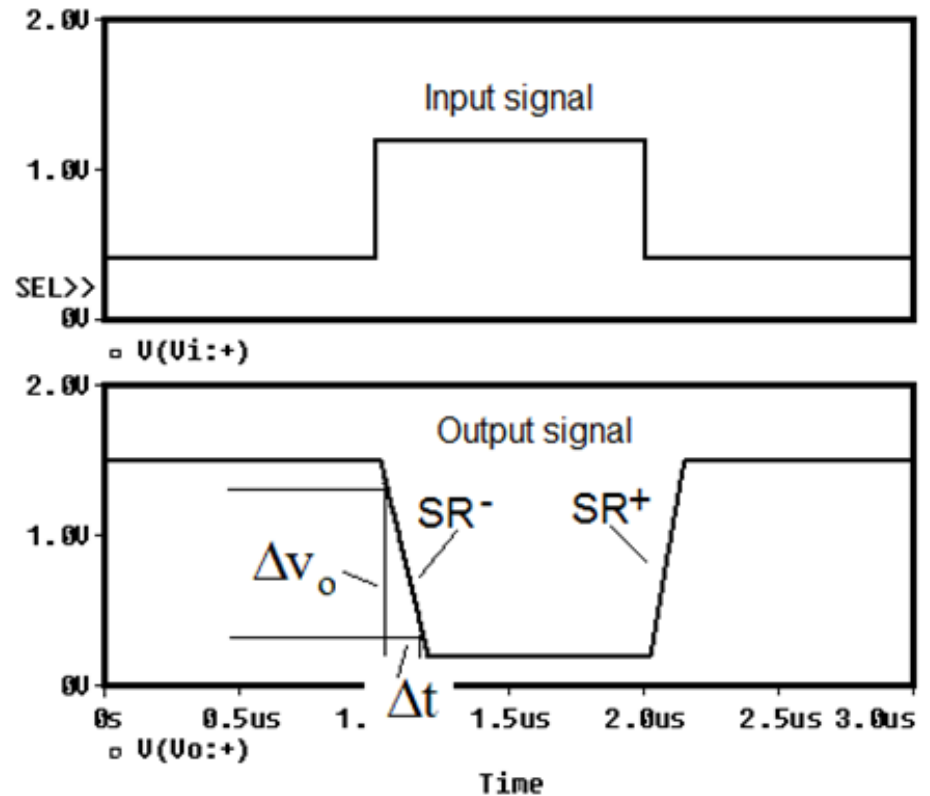 2.0V
Input signal
1.0V
SEL>>
0V
V(Vi:+)
2.0V
Output signal
SR- SR+
1.0V
Δvo
0V
Δt
0s 0.5us 1. 1.5us 2.0us 2.5us 3.0us
V(Vo:+)
Time